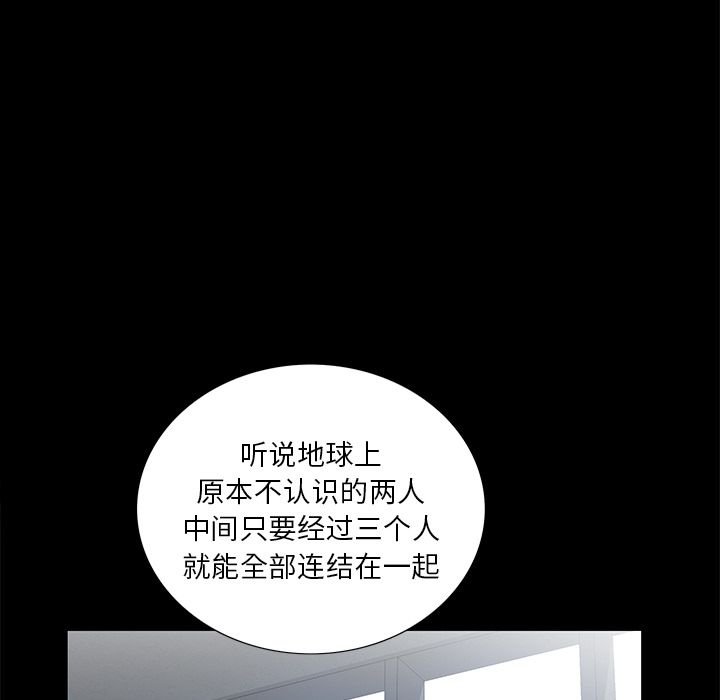 听说地球上
原本不认识的两人
中间只要经过三个人
就能全部连结在一起